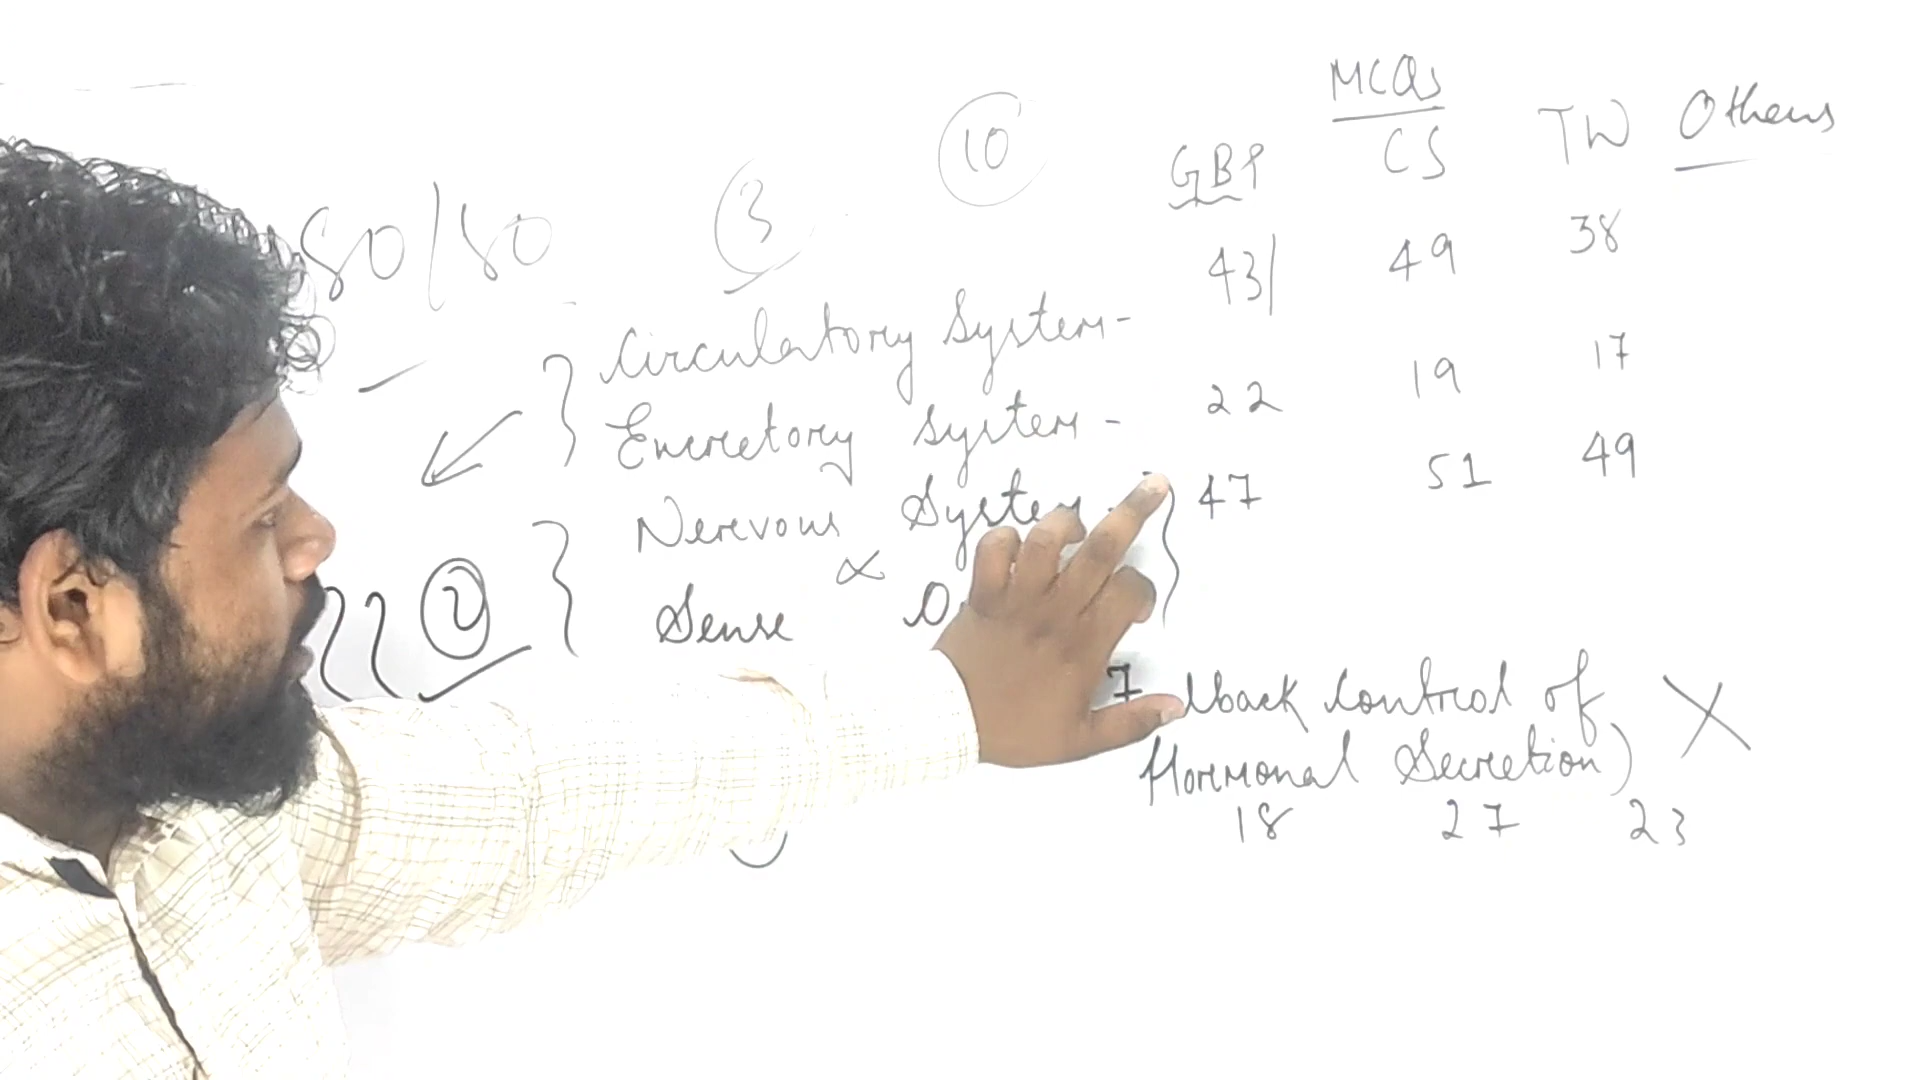 MCQs
GBP CS TW Others
80/80 3 10
43/ 49 38
Circulatory System-
22 19 17
Excretory system -
47 51 49
Nervous System -
2 Sense &
7 back Control of X
Hormonal Secretion)
18 27 23